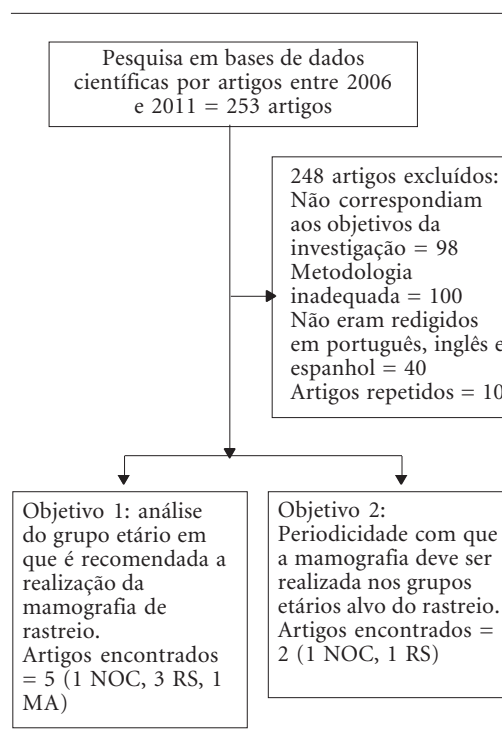 Pesquisa em bases de dados
científicas por artigos entre 2006
e 2011 = 253 artigos
248 artigos excluídos:
Não correspondiam
aos objetivos da
investigação = 98
Metodologia
inadequada = 100
Não eram redigidos
em português, inglês e
espanhol = 40
Artigos repetidos = 10
Objetivo 1: análise
do grupo etário em
que é recomendada a
realização da
mamografia de
rastreio.
Artigos encontrados
= 5 (1 NOC, 3 RS, 1
MA)
Objetivo 2:
Periodicidade com que
a mamografia deve ser
realizada nos grupos
etários alvo do rastreio.
Artigos encontrados =
2 (1 NOC, 1 RS)